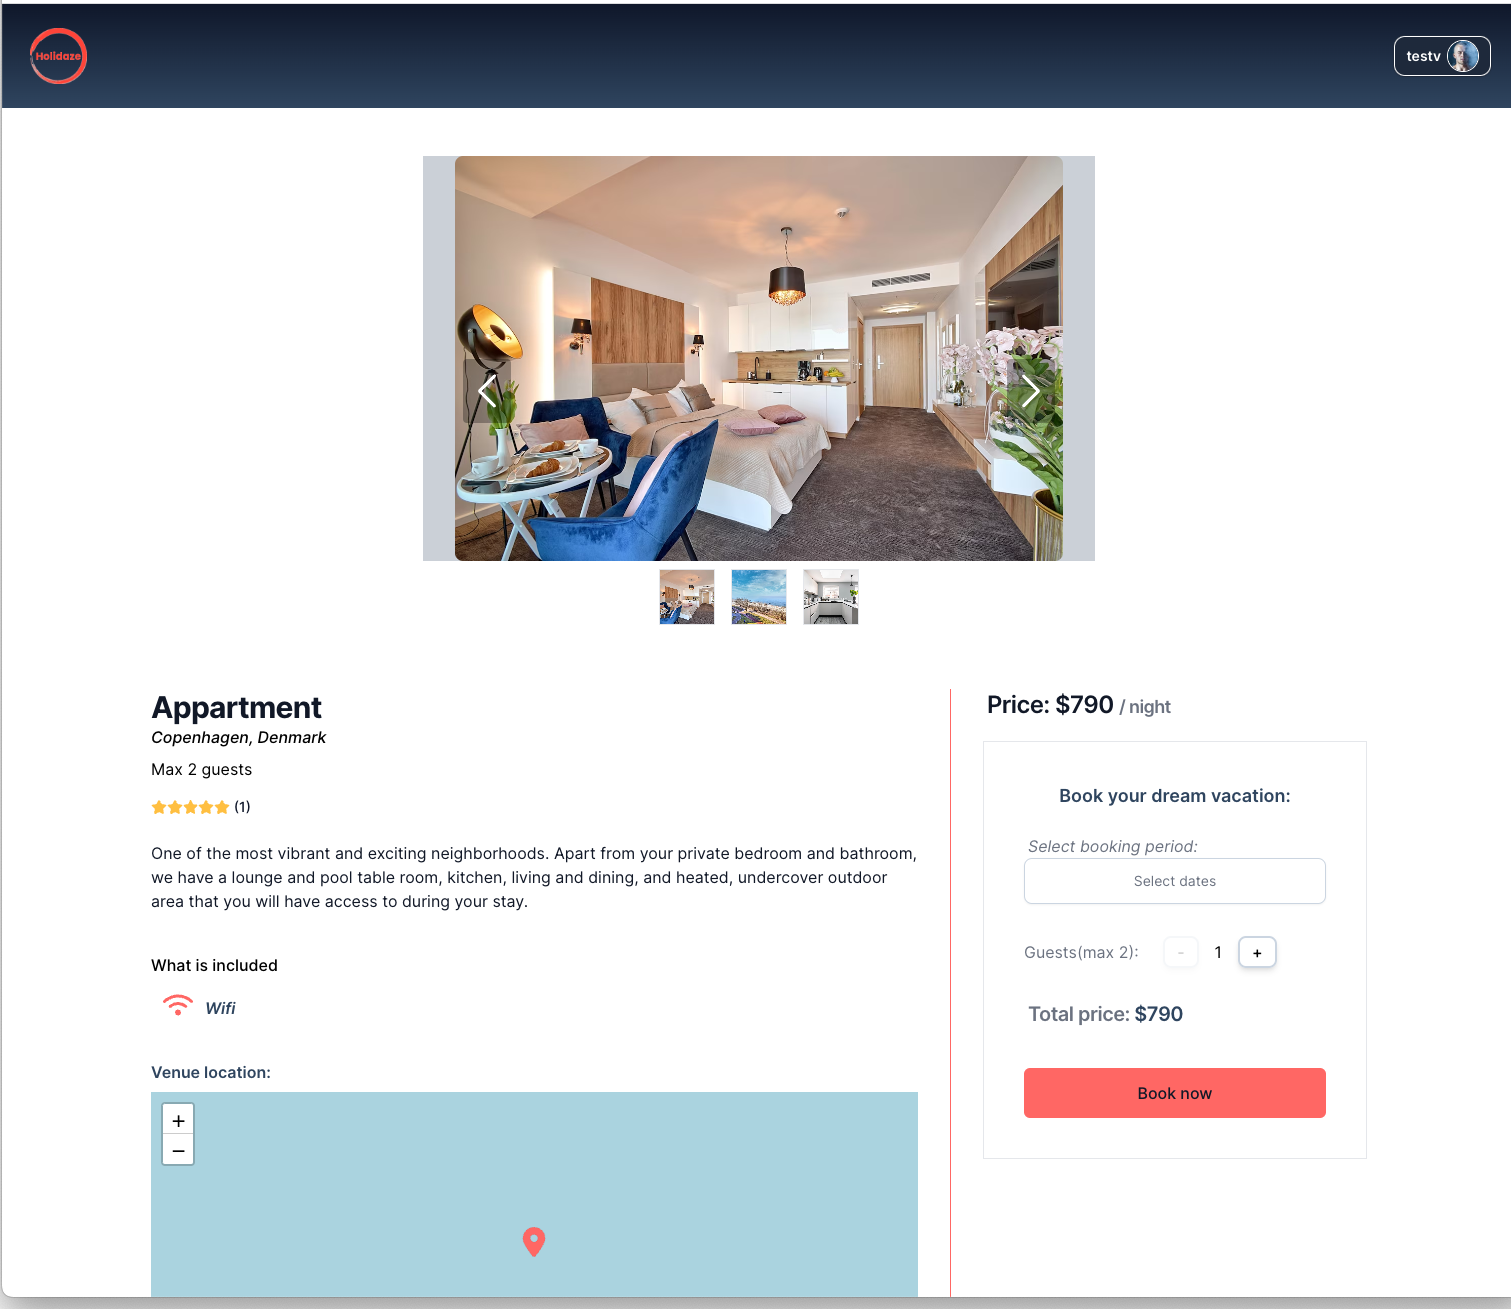 Holidaze
testv
Appartment
Copenhagen, Denmark
Max 2 guests
(1)
One of the most vibrant and exciting neighborhoods. Apart from your private bedroom and bathroom,
we have a lounge and pool table room, kitchen, living and dining, and heated, undercover outdoor
area that you will have access to during your stay.
What is included
Wifi
Venue location:
+
−
Price: $790 / night
Book your dream vacation:
Select booking period:
Select dates
Guests(max 2): - 1 +
Total price: $790
Book now